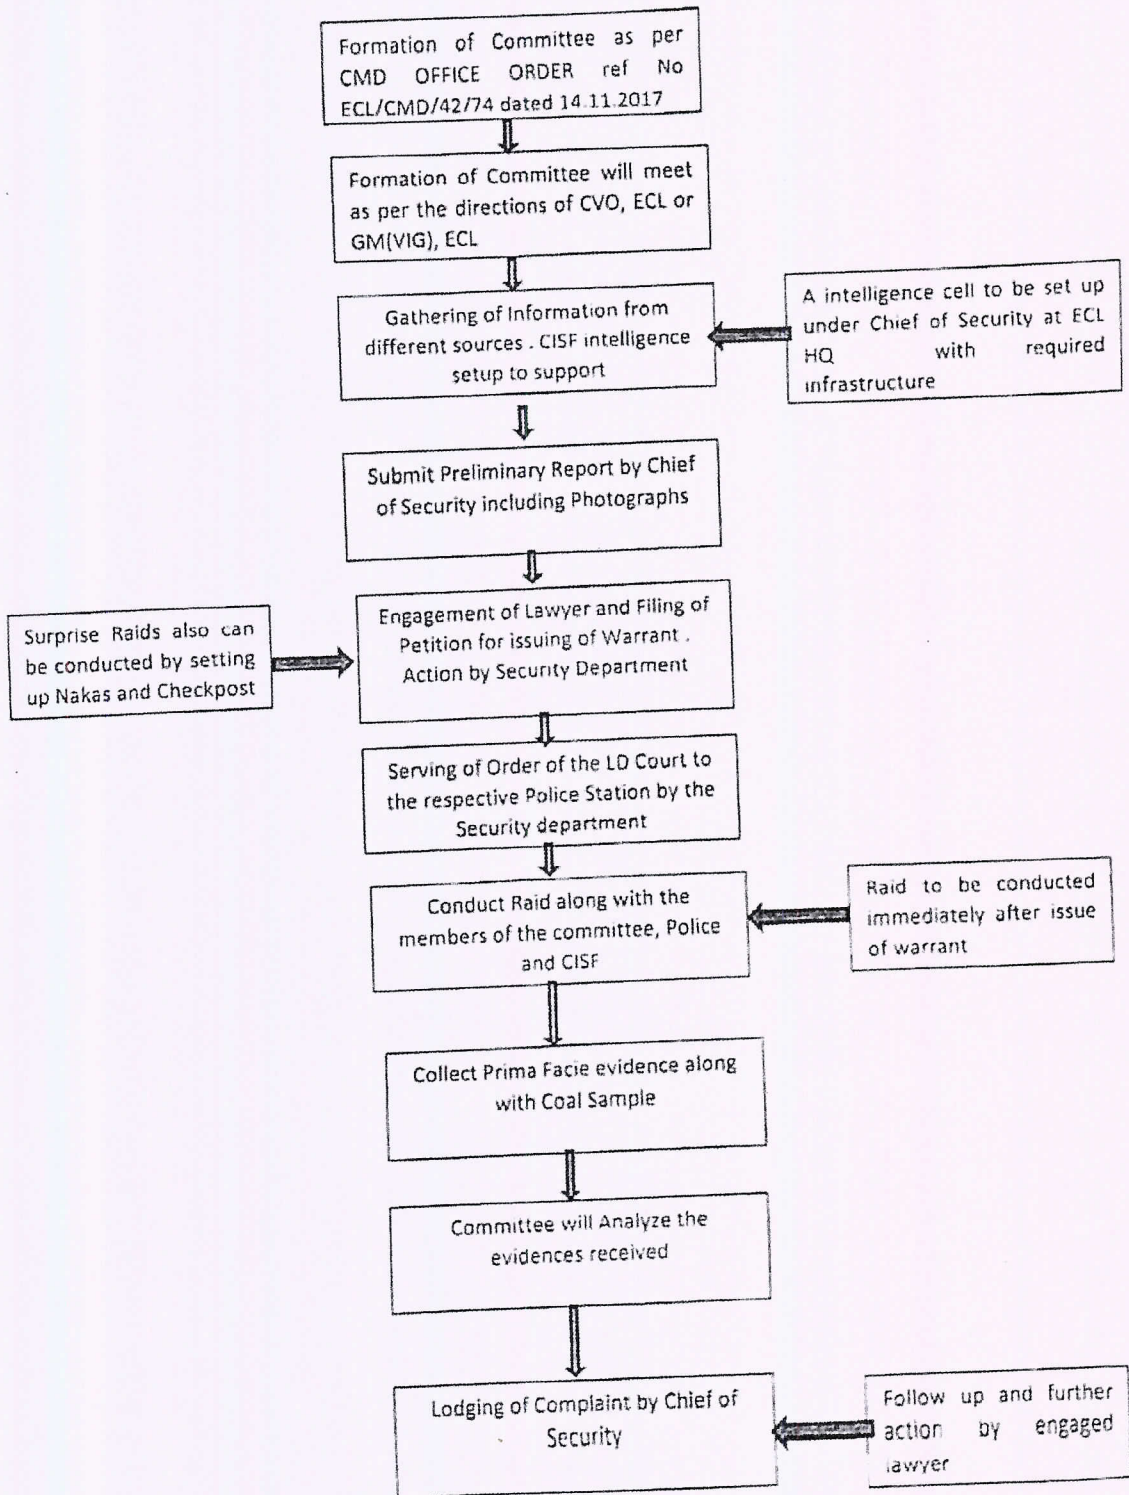 Formation of Committee as per
CMD OFFICE ORDER ref No
ECL/CMD/42/74 dated 14.11.2017
Formation of Committee will meet
as per the directions of CVO, ECL or
GM(VIG), ECL
Gathering of Information from
different sources . CISF intelligence
setup to support
A intelligence cell to be set up
under Chief of Security at ECL
HQ with required
infrastructure
Submit Preliminary Report by Chief
of Security including Photographs
Surprise Raids also can
be conducted by setting
up Nakas and Checkpost
Engagement of Lawyer and Filing of
Petition for issuing of Warrant .
Action by Security Department
Serving of Order of the LD Court to
the respective Police Station by the
Security department
Conduct Raid along with the
members of the committee, Police
and CISF
Raid to be conducted
immediately after issue
of warrant
Collect Prima Facie evidence along
with Coal Sample
Committee will Analyze the
evidences received
Lodging of Complaint by Chief of
Security
Follow up and further
action by engaged
lawyer